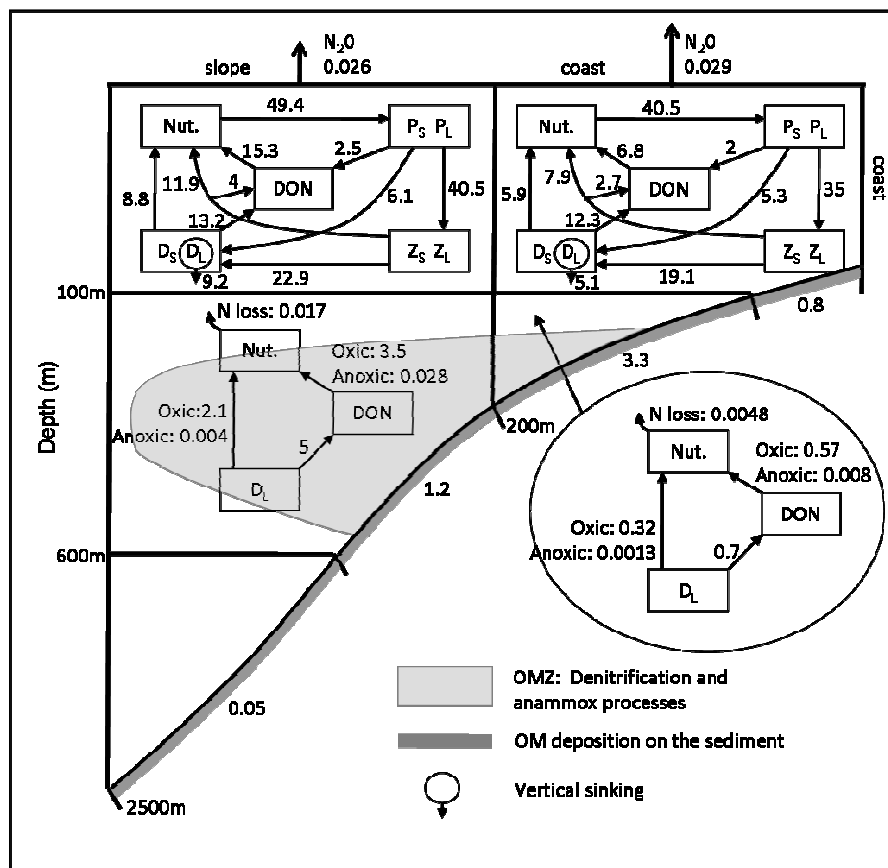 N₂0
0.026
slope
N₂0
0.029
coast
49.4
Nut.
P_S P_L
15.3
2.5
DON
11.9
4
8.8
6.1
40.5
13.2
D_S D_L
Z_S Z_L
9.2
22.9
40.5
Nut.
P_S P_L
6.8
2
DON
7.9
2.7
5.9
5.3
35
12.3
D_S D_L
Z_S Z_L
5.1
19.1
coast
100m
0.8
N loss: 0.017
Nut.
Oxic: 3.5
Anoxic: 0.028
3.3
Depth (m)
Oxic:2.1
Anoxic: 0.004
DON
5
D_L
200m
1.2
N loss: 0.0048
Nut.
Oxic: 0.57
Anoxic: 0.008
DON
Oxic: 0.32
Anoxic: 0.0013
0.7
D_L
600m
0.05
OMZ: Denitrification and
anammox processes
OM deposition on the sediment
Vertical sinking
2500m